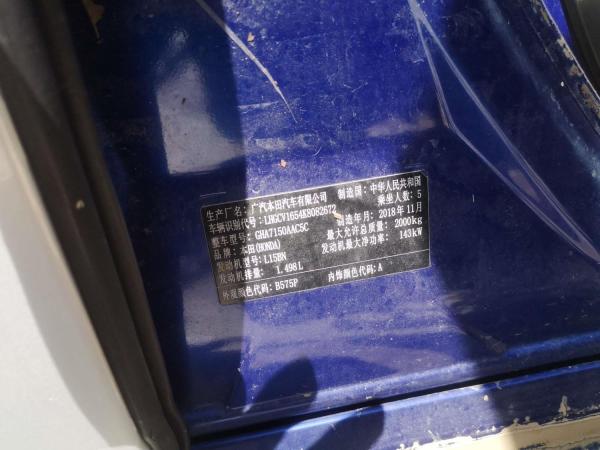 生产厂名：广汽本田汽车有限公司 制造国：中华人民共和国
车辆识别代号：LHGCV1654K8082572 乘坐人数：5
整车型号：GHA7150AAC5C 制造年月：2018年11月
品牌：本田(HONDA) 最大允许总质量：2000kg
发动机型号：L15BN 发动机最大净功率：143kW
发动机排量：1.498L
外观颜色代码：B575P 内饰颜色代码：A